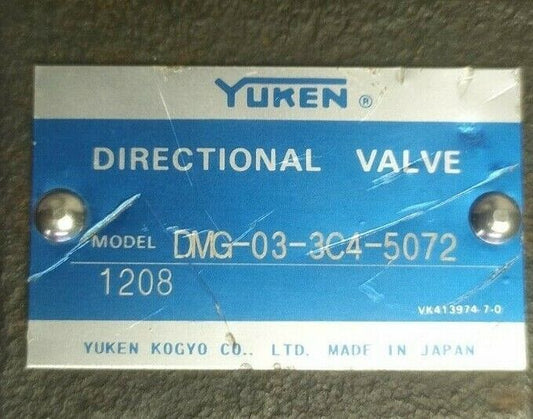 YUKEN ®
DIRECTIONAL VALVE
MODEL DMG-03-3C4-5072
1208
VK413974-7-0
YUKEN KOGYO CO., LTD. MADE IN JAPAN